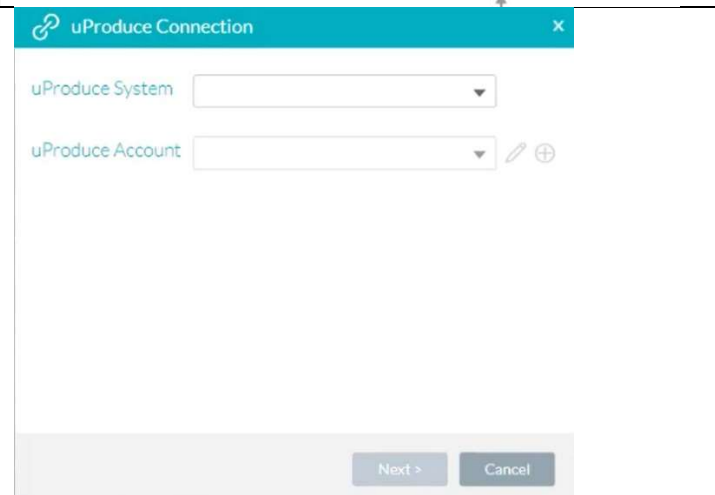 uProduce Connection
uProduce System
uProduce Account
Next >
Cancel